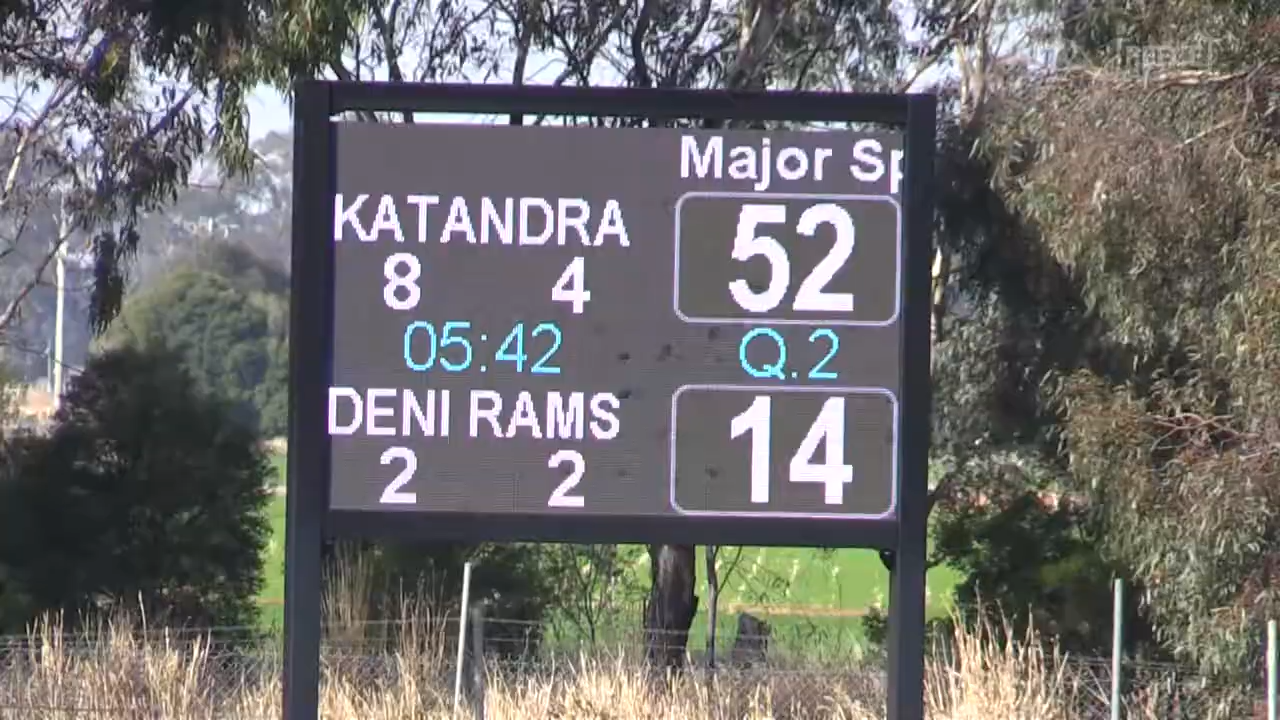 Major Sp
KATANDRA
8 4 52
05:42 Q.2
DENI RAMS
2 2 14